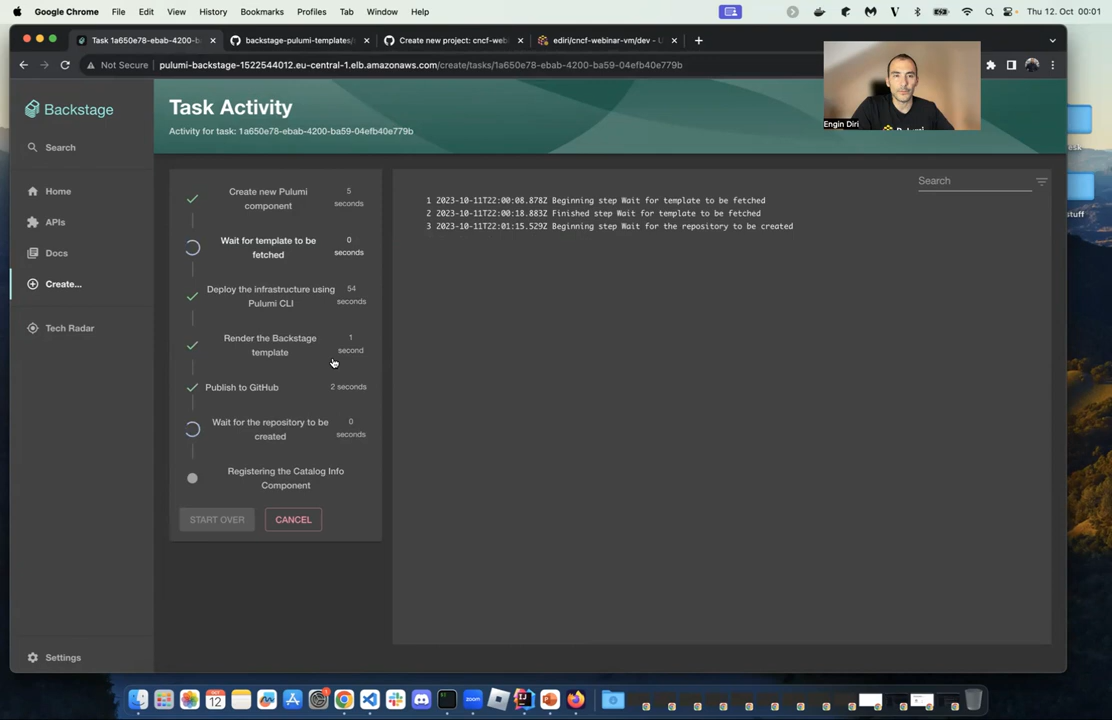 Google Chrome File Edit View History Bookmarks Profiles Tab Window Help
Thu 12. Oct 00:01
Task 1a650e78-ebab-4200-b
backstage-pulumi-templates/
Create new project: cncf-web
ediri/cncf-webinar-vm/dev - 
Not Secure
pulumi-backstage-1522544012.eu-central-1.elb.amazonaws.com/create/tasks/1a650e78-ebab-4200-ba59-04efb40e779b
Engin Diri
Pulumi
Backstage
Search
Home
APIs
Docs
Create...
Tech Radar
Settings
Task Activity
Activity for task: 1a650e78-ebab-4200-ba59-04efb40e779b
Create new Pulumi
component
5
seconds
Wait for template to be
fetched
0
seconds
Deploy the infrastructure using
Pulumi CLI
54
seconds
Render the Backstage
template
1
second
Publish to GitHub
2 seconds
Wait for the repository to be
created
0
seconds
Registering the Catalog Info
Component
START OVER
CANCEL
Search
1 2023-10-11T22:00:08.878Z Beginning step Wait for template to be fetched
2 2023-10-11T22:00:18.883Z Finished step Wait for template to be fetched
3 2023-10-11T22:01:15.529Z Beginning step Wait for the repository to be created
stuff
OCT
12